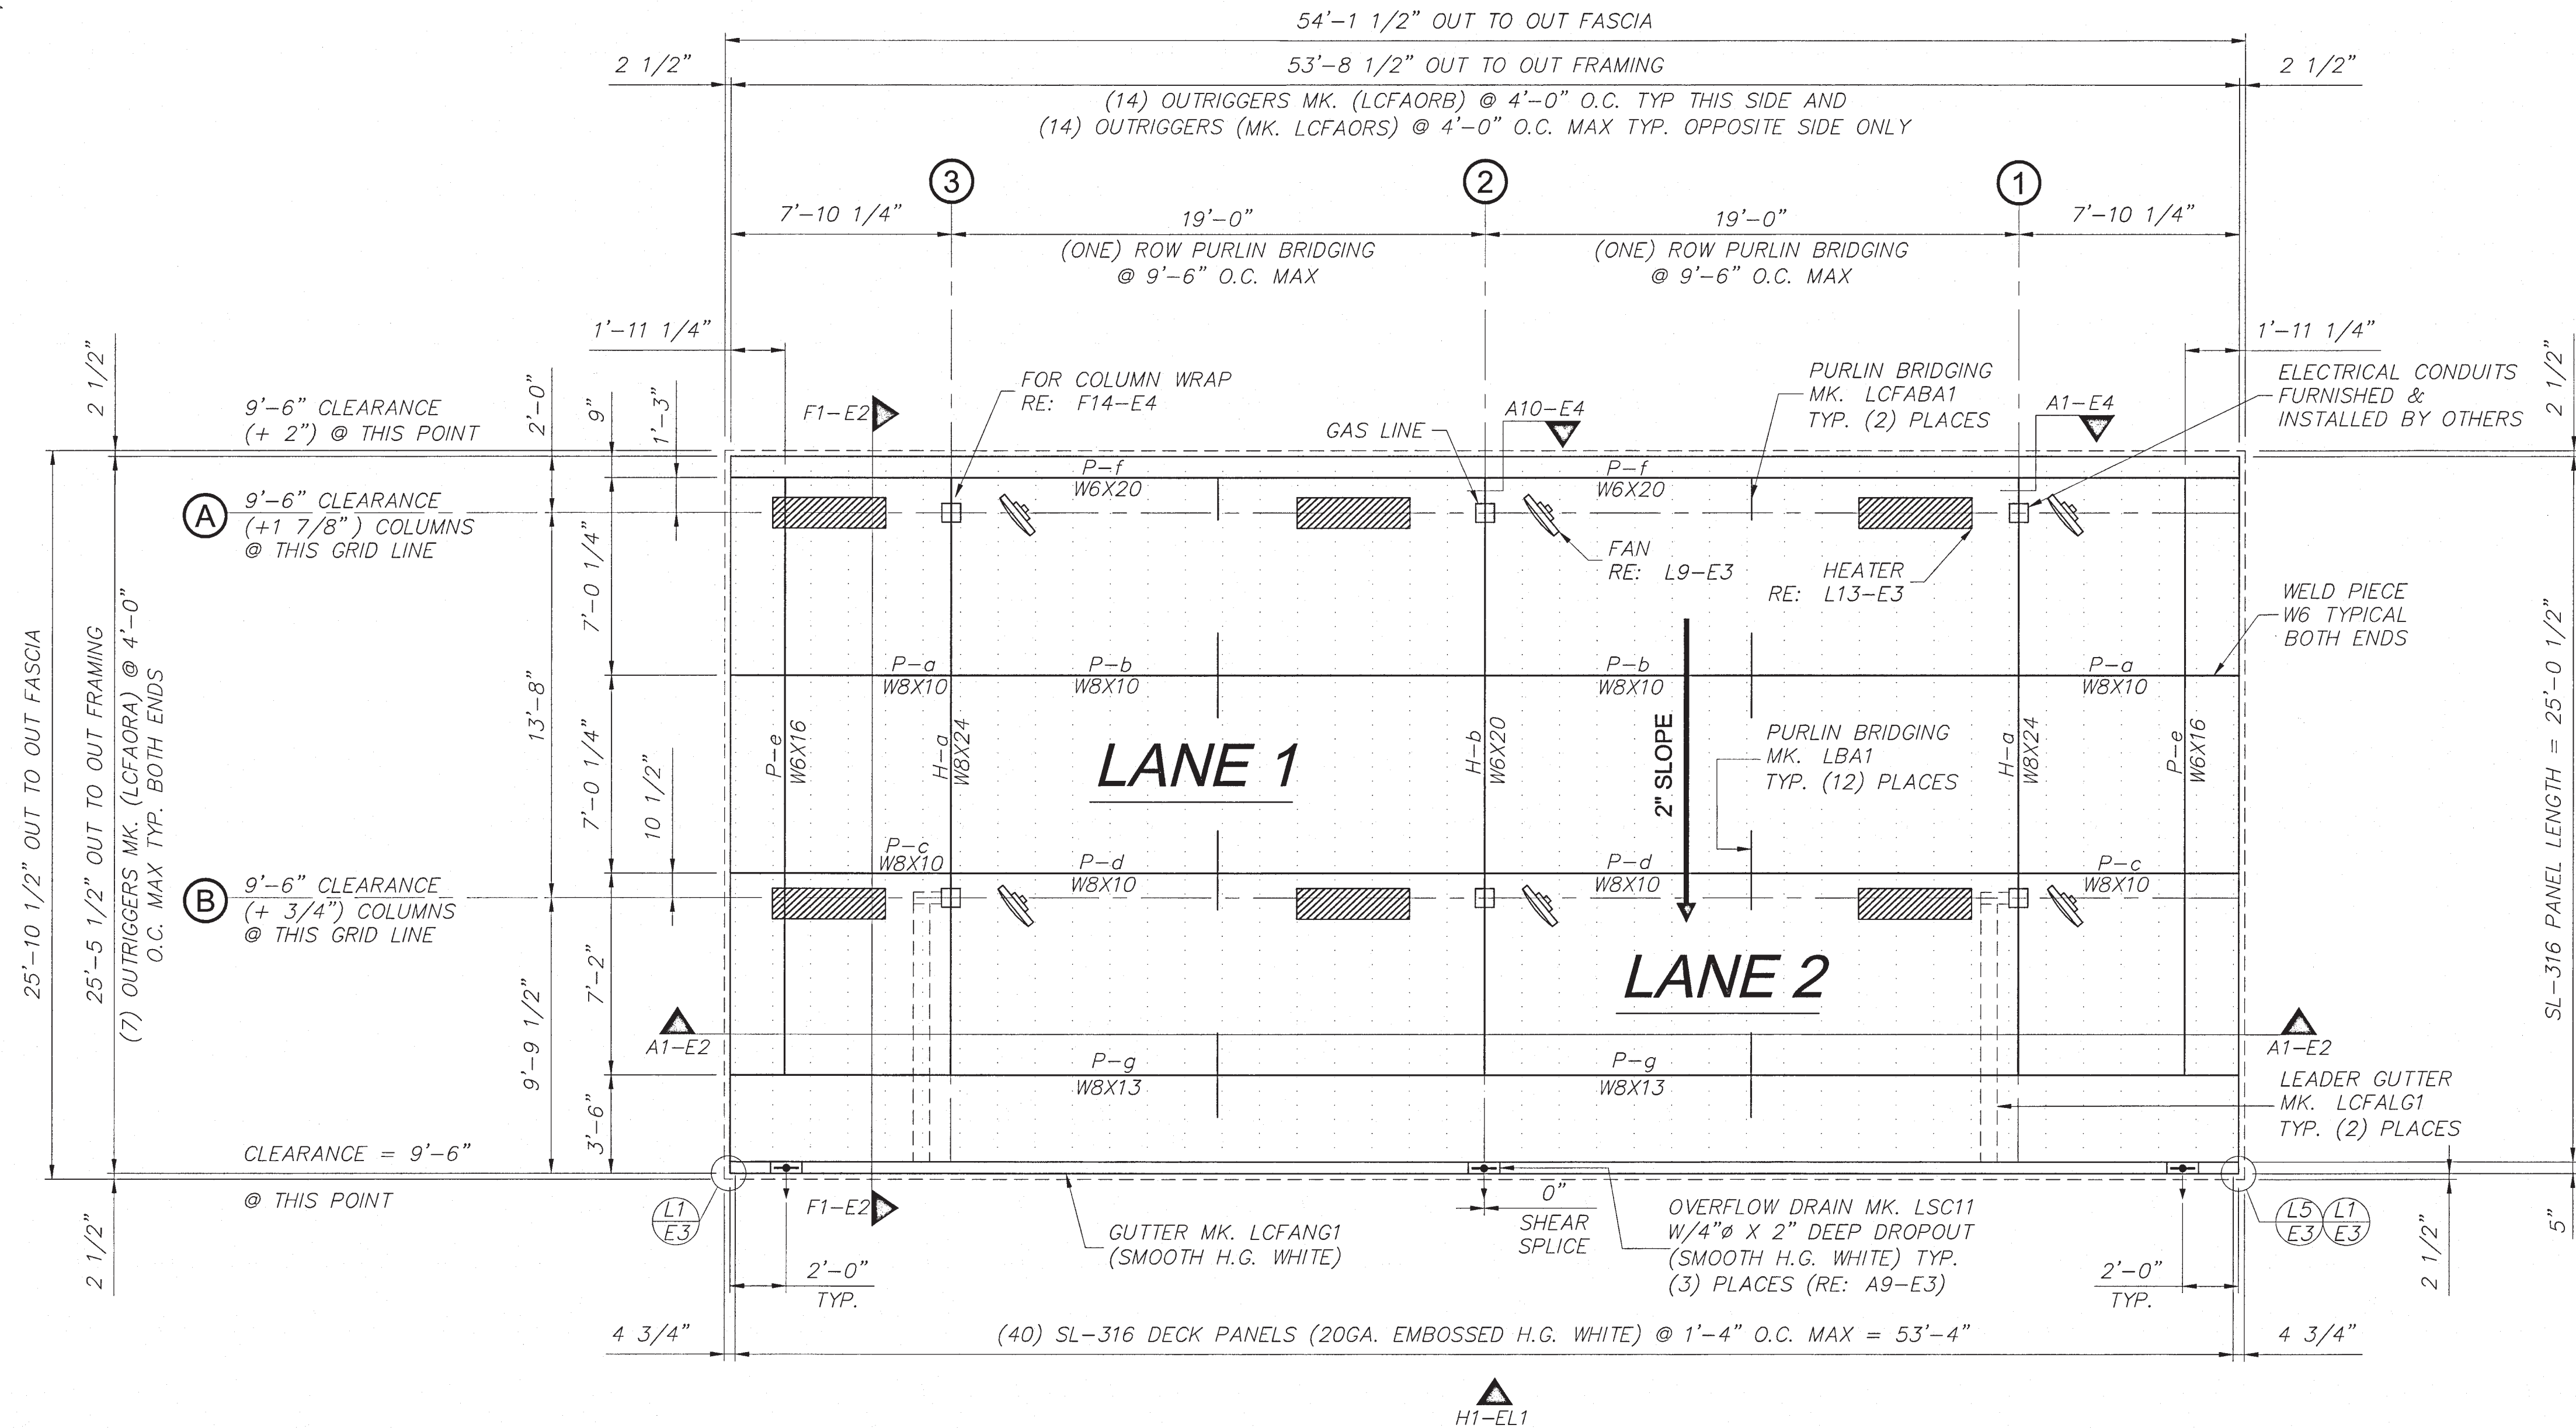 54'-1 1/2" OUT TO OUT FASCIA
2 1/2"
53'-8 1/2" OUT TO OUT FRAMING
2 1/2"
(14) OUTRIGGERS MK. (LCFAORB) @ 4'-0" O.C. TYP THIS SIDE AND
(14) OUTRIGGERS (MK. LCFAORS) @ 4'-0" O.C. MAX TYP. OPPOSITE SIDE ONLY
3
2
1
7'-10 1/4"
19'-0"
19'-0"
7'-10 1/4"
(ONE) ROW PURLIN BRIDGING
@ 9'-6" O.C. MAX
(ONE) ROW PURLIN BRIDGING
@ 9'-6" O.C. MAX
1'-11 1/4"
1'-11 1/4"
2 1/2"
9'-6" CLEARANCE
(+ 2") @ THIS POINT
2'-0"
9"
1'-3"
F1-E2
FOR COLUMN WRAP
RE: F14-E4
GAS LINE
A10-E4
PURLIN BRIDGING
MK. LCFABA1
TYP. (2) PLACES
A1-E4
ELECTRICAL CONDUITS
FURNISHED &
INSTALLED BY OTHERS
2 1/2"
A
9'-6" CLEARANCE
(+1 7/8" ) COLUMNS
@ THIS GRID LINE
P-f
W6X20
P-f
W6X20
FAN
RE: L9-E3
HEATER
RE: L13-E3
WELD PIECE
W6 TYPICAL
BOTH ENDS
25'-10 1/2" OUT TO OUT FASCIA
25'-5 1/2" OUT TO OUT FRAMING
(7) OUTRIGGERS MK. (LCFAORA) @ 4'-0"
O.C. MAX TYP. BOTH ENDS
13'-8"
7'-0 1/4"
7'-0 1/4"
10 1/2"
P-a
W8X10
P-b
W8X10
P-b
W8X10
P-a
W8X10
P-e
W6X16
H-a
W8X24
LANE 1
H-b
W6X20
2" SLOPE
PURLIN BRIDGING
MK. LBA1
TYP. (12) PLACES
H-a
W8X24
P-e
W6X16
SL-316 PANEL LENGTH = 25'-0 1/2"
B
9'-6" CLEARANCE
(+ 3/4") COLUMNS
@ THIS GRID LINE
P-c
W8X10
P-d
W8X10
P-d
W8X10
P-c
W8X10
9'-9 1/2"
7'-2"
3'-6"
LANE 2
A1-E2
A1-E2
P-g
W8X13
P-g
W8X13
LEADER GUTTER
MK. LCFALG1
TYP. (2) PLACES
CLEARANCE = 9'-6"
@ THIS POINT
2 1/2"
L1
E3
F1-E2
GUTTER MK. LCFANG1
(SMOOTH H.G. WHITE)
0"
SHEAR
SPLICE
OVERFLOW DRAIN MK. LSC11
W/4"ø X 2" DEEP DROPOUT
(SMOOTH H.G. WHITE) TYP.
(3) PLACES (RE: A9-E3)
L5
E3
L1
E3
2 1/2"
5"
2'-0"
TYP.
2'-0"
TYP.
4 3/4"
(40) SL-316 DECK PANELS (20GA. EMBOSSED H.G. WHITE) @ 1'-4" O.C. MAX = 53'-4"
4 3/4"
H1-EL1